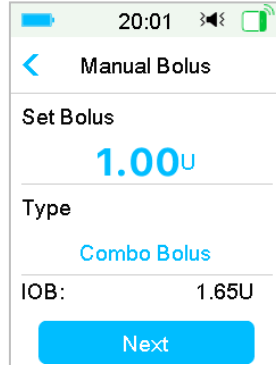 20:01
Manual Bolus
Set Bolus
1.00U
Type
Combo Bolus
IOB: 1.65U
Next